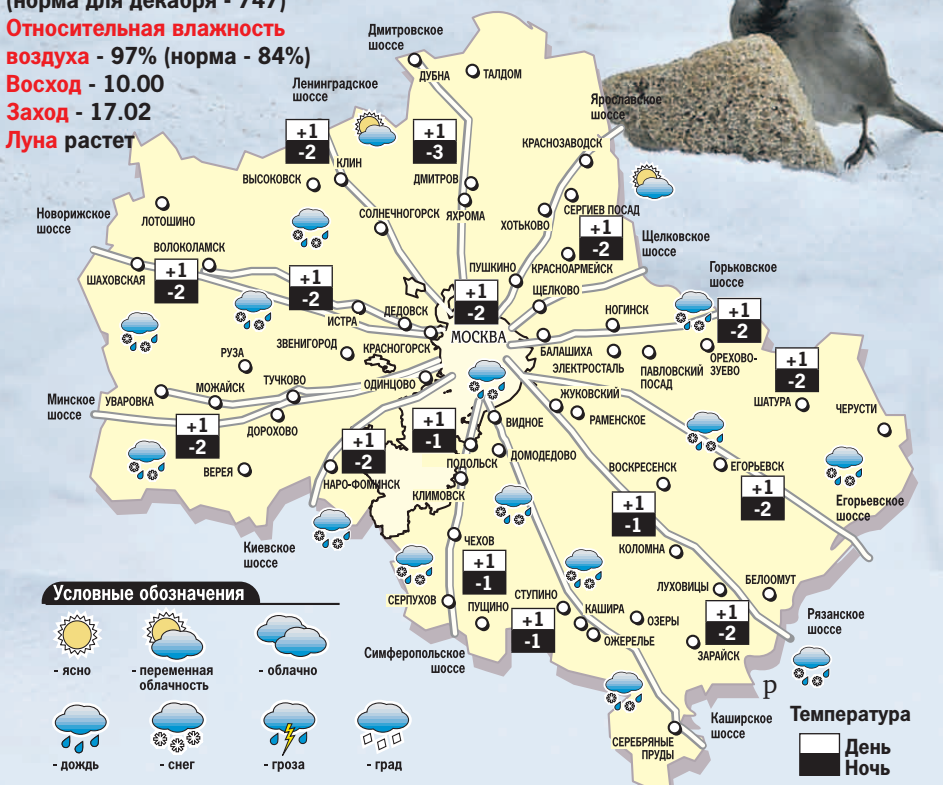 (норма для декабря - 747)
Относительная влажность
воздуха - 97% (норма - 84%)
Восход - 10.00
Заход - 17.02
Луна растет
Дмитровское
шоссе
ДУБНА
ТАЛДОМ
Ленинградское
шоссе
Ярославское
шоссе
+1
-2
+1
-3
КРАСНОЗАВОДСК
КЛИН
ВЫСОКОВСК
ДМИТРОВ
ЛОТОШИНО
Новорижское
шоссе
СОЛНЕЧНОГОРСК
ЯХРОМА
ХОТЬКОВО
СЕРГИЕВ ПОСАД
+1
-2
Щелковское
шоссе
ВОЛОКОЛАМСК
ШАХОВСКАЯ
+1
-2
+1
-2
ПУШКИНО
КРАСНОАРМЕЙСК
Горьковское
шоссе
+1
-2
ЩЕЛКОВО
НОГИНСК
+1
-2
ИСТРА
ДЕДОВСК
МОСКВА
ЗВЕНИГОРОД
КРАСНОГОРСК
БАЛАШИХА
ЭЛЕКТРОСТАЛЬ
ПАВЛОВСКИЙ
ПОСАД
ОРЕХОВО-
ЗУЕВО
РУЗА
ТУЧКОВО
ОДИНЦОВО
+1
-2
ШАТУРА
Минское
шоссе
УВАРОВКА
МОЖАЙСК
ЖУКОВСКИЙ
РАМЕНСКОЕ
ЧЕРУСТИ
ДОРОХОВО
+1
-2
+1
-1
ВИДНОЕ
ВЕРЕЯ
+1
-2
НАРО-ФОМИНСК
ПОДОЛЬСК
ДОМОДЕДОВО
ВОСКРЕСЕНСК
ЕГОРЬЕВСК
КЛИМОВСК
+1
-2
Егорьевское
шоссе
+1
-1
КОЛОМНА
Киевское
шоссе
ЧЕХОВ
+1
-1
СЕРПУХОВ
ПУЩИНО
СТУПИНО
+1
-1
КАШИРА
ОЖЕРЕЛЬЕ
ОЗЕРЫ
ЛУХОВИЦЫ
БЕЛООМУТ
+1
-2
ЗАРАЙСК
Рязанское
шоссе
Симферопольское
шоссе
р
Каширское
шоссе
СЕРЕБРЯНЫЕ
ПРУДЫ
Условные обозначения
- ясно
- переменная
облачность
- облачно
- дождь
- снег
- гроза
- град
Температура
День
Ночь